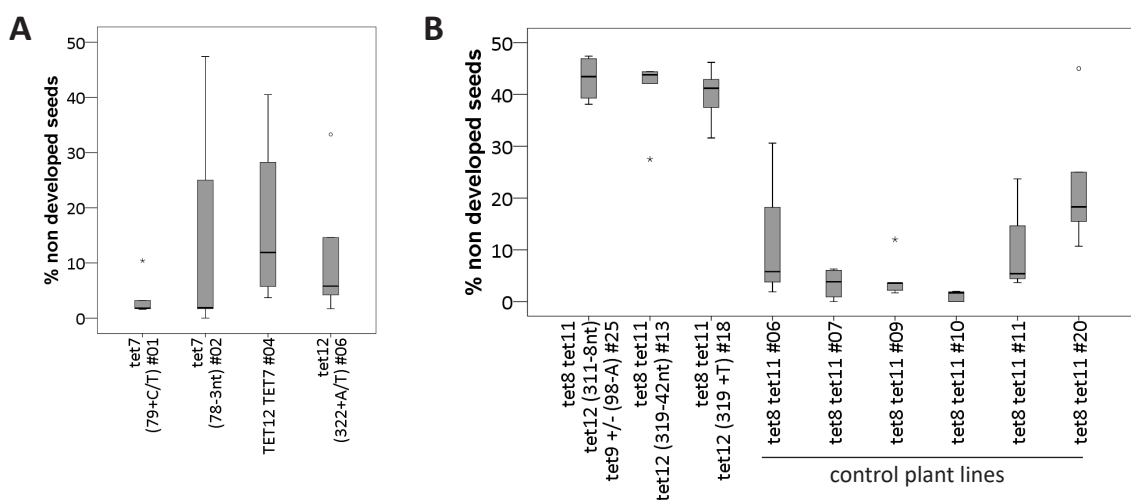 A
B
% non developed seeds
50
40
30
20
10
0
tet7
(79+C/T) #01
tet7
(78-3nt) #02
TET12 TET7 #04
tet12
(322+A/T) #06
% non developed seeds
50
40
30
20
10
0
tet8 tet11
tet12 (311-8nt)
tet9 +/- (98-A) #25
tet8 tet11
tet12 (319-42nt) #13
tet8 tet11
tet12 (319 +T) #18
tet8 tet11 #06
tet8 tet11 #07
tet8 tet11 #09
tet8 tet11 #10
tet8 tet11 #11
tet8 tet11 #20
control plant lines